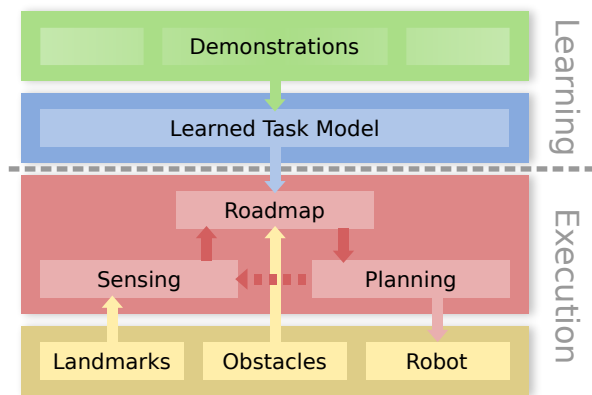 Demonstrations
Learned Task Model
Learning
Roadmap
Sensing
Planning
Execution
Landmarks
Obstacles
Robot